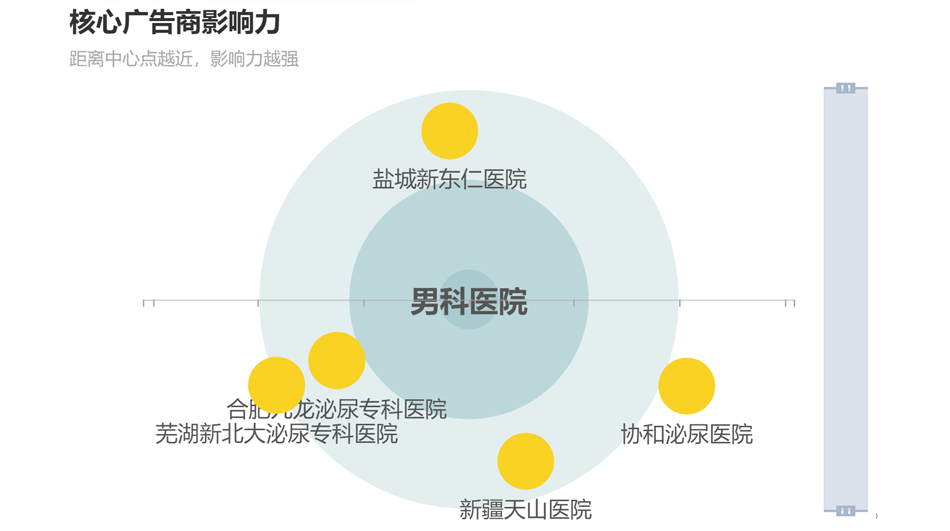 核心广告商影响力
距离中心点越近，影响力越强
盐城新东仁医院
男科医院
合肥九龙泌尿专科医院
芜湖新北大泌尿专科医院
协和泌尿医院
新疆天山医院